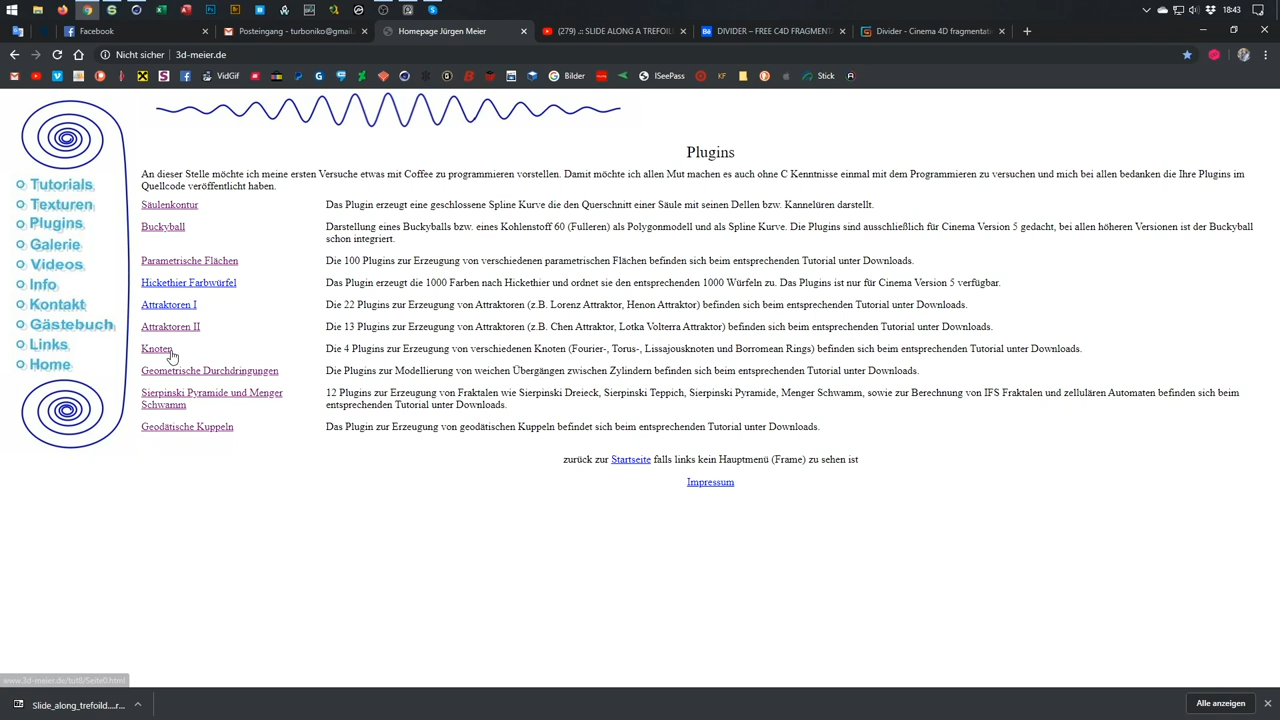 18:43
Facebook
Posteingang - turboniko@gmail.
Homepage Jürgen Meier
(279) .:: SLIDE ALONG A TREFOIL
DIVIDER – FREE C4D FRAGMENTA
Divider - Cinema 4D fragmentatio
Nicht sicher
3d-meier.de
VidGif
Bilder
ISeePass
Stick
Tutorials
Texturen
Plugins
Galerie
Videos
Info
Kontakt
Gästebuch
Links
Home
Plugins
An dieser Stelle möchte ich meine ersten Versuche etwas mit Coffee zu programmieren vorstellen. Damit möchte ich allen Mut machen es auch ohne C Kenntnisse einmal mit dem Programmieren zu versuchen und mich bei allen bedanken die Ihre Plugins im
Quellcode veröffentlicht haben.
Säulenkontur Das Plugin erzeugt eine geschlossene Spline Kurve die den Querschnitt einer Säule mit seinen Dellen bzw. Kannelüren darstellt.
Buckyball Darstellung eines Buckyballs bzw. eines Kohlenstoff 60 (Fulleren) als Polygonmodell und als Spline Kurve. Die Plugins sind ausschließlich für Cinema Version 5 gedacht, bei allen höheren Versionen ist der Buckyball
schon integriert.
Parametrische Flächen Die 100 Plugins zur Erzeugung von verschiedenen parametrischen Flächen befinden sich beim entsprechenden Tutorial unter Downloads.
Hickethier Farbwürfel Das Plugin erzeugt die 1000 Farben nach Hickethier und ordnet sie den entsprechenden 1000 Würfeln zu. Das Plugins ist nur für Cinema Version 5 verfügbar.
Attraktoren I Die 22 Plugins zur Erzeugung von Attraktoren (z.B. Lorenz Attraktor, Henon Attraktor) befinden sich beim entsprechenden Tutorial unter Downloads.
Attraktoren II Die 13 Plugins zur Erzeugung von Attraktoren (z.B. Chen Attraktor, Lotka Volterra Attraktor) befinden sich beim entsprechenden Tutorial unter Downloads.
Knoten Die 4 Plugins zur Erzeugung von verschiedenen Knoten (Fourier-, Torus-, Lissajousknoten und Borromean Rings) befinden sich beim entsprechenden Tutorial unter Downloads.
Geometrische Durchdringungen Die Plugins zur Modellierung von weichen Übergängen zwischen Zylindern befinden sich beim entsprechenden Tutorial unter Downloads.
Sierpinski Pyramide und Menger 12 Plugins zur Erzeugung von Fraktalen wie Sierpinski Dreieck, Sierpinski Teppich, Sierpinski Pyramide, Menger Schwamm, sowie zur Berechnung von IFS Fraktalen und zellulären Automaten befinden sich beim
Schwamm entsprechenden Tutorial unter Downloads.
Geodätische Kuppeln Das Plugin zur Erzeugung von geodätischen Kuppeln befindet sich beim entsprechenden Tutorial unter Downloads.
zurück zur Startseite falls links kein Hauptmenü (Frame) zu sehen ist
Impressum
www.3d-meier.de/tut8/Seite0.html
Slide_along_trefoild....r...
Alle anzeigen